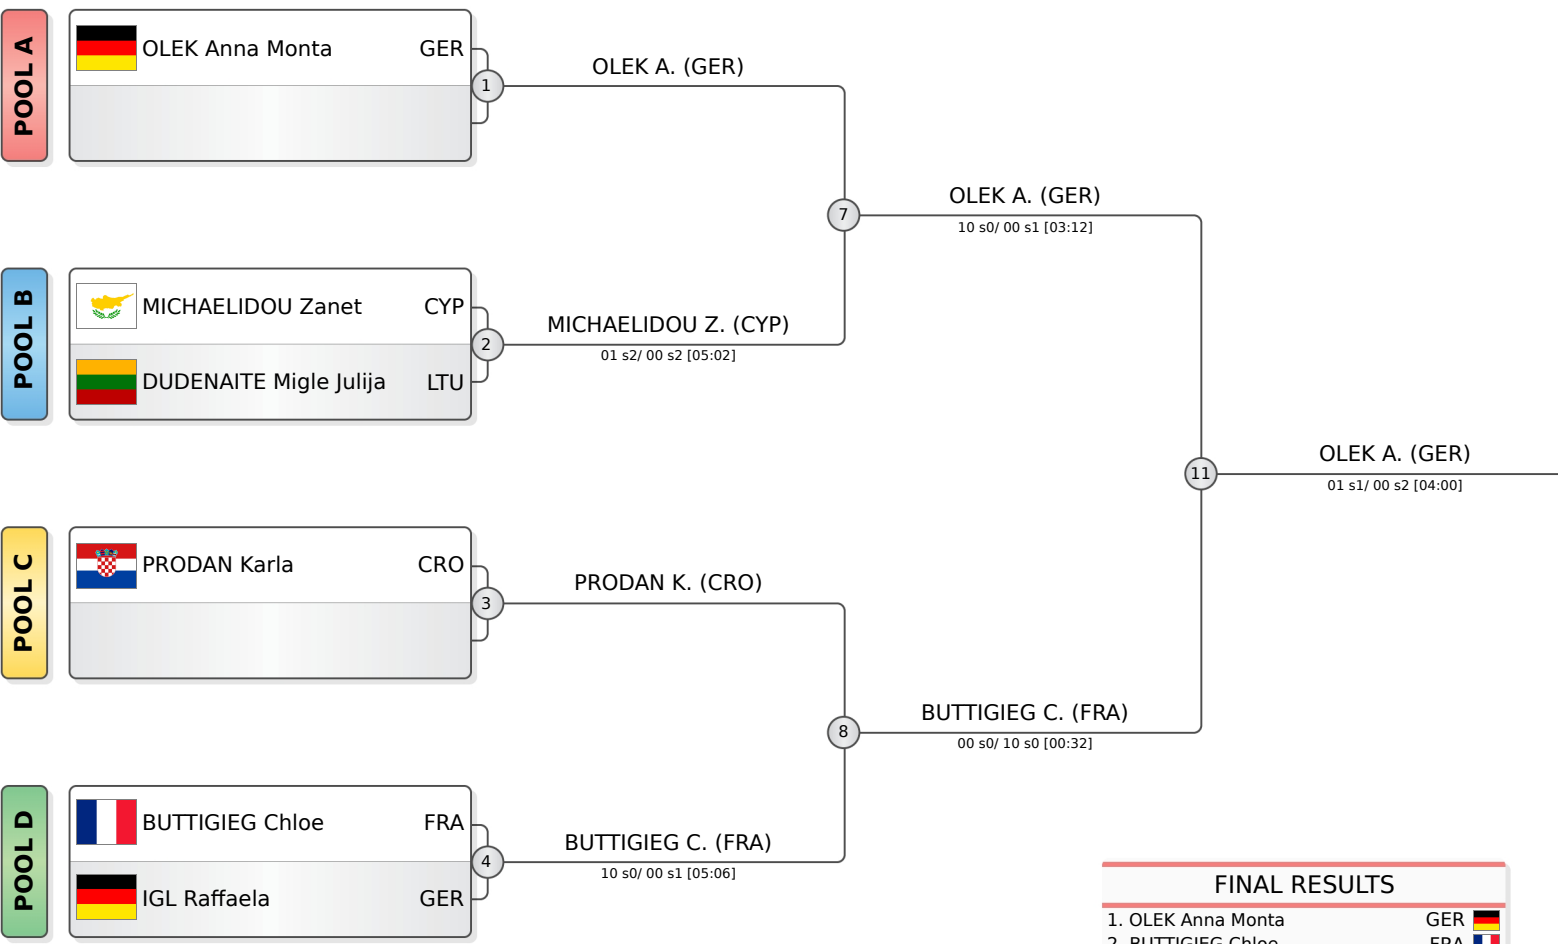 POOL A
OLEK Anna Monta GER
1
OLEK A. (GER)
7
OLEK A. (GER)
10 s0/ 00 s1 [03:12]
POOL B
MICHAELIDOU Zanet CYP
DUDENAITE Migle Julija LTU
2
MICHAELIDOU Z. (CYP)
01 s2/ 00 s2 [05:02]
11
OLEK A. (GER)
01 s1/ 00 s2 [04:00]
POOL C
PRODAN Karla CRO
3
PRODAN K. (CRO)
8
BUTTIGIEG C. (FRA)
00 s0/ 10 s0 [00:32]
POOL D
BUTTIGIEG Chloe FRA
IGL Raffaela GER
4
BUTTIGIEG C. (FRA)
10 s0/ 00 s1 [05:06]
FINAL RESULTS
1. OLEK Anna Monta GER
2. BUTTIGIEG Chloe FRA